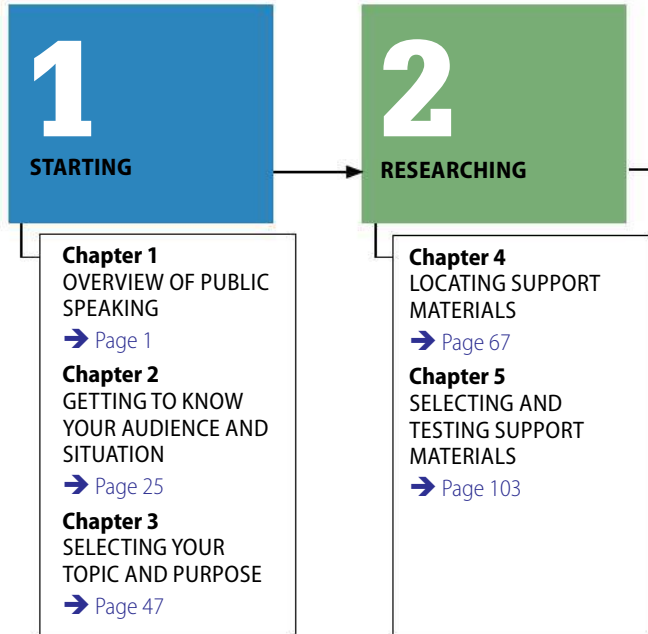 1
STARTING
Chapter 1
OVERVIEW OF PUBLIC
SPEAKING
➔ Page 1
Chapter 2
GETTING TO KNOW
YOUR AUDIENCE AND
SITUATION
➔ Page 25
Chapter 3
SELECTING YOUR
TOPIC AND PURPOSE
➔ Page 47
2
RESEARCHING
Chapter 4
LOCATING SUPPORT
MATERIALS
➔ Page 67
Chapter 5
SELECTING AND
TESTING SUPPORT
MATERIALS
➔ Page 103